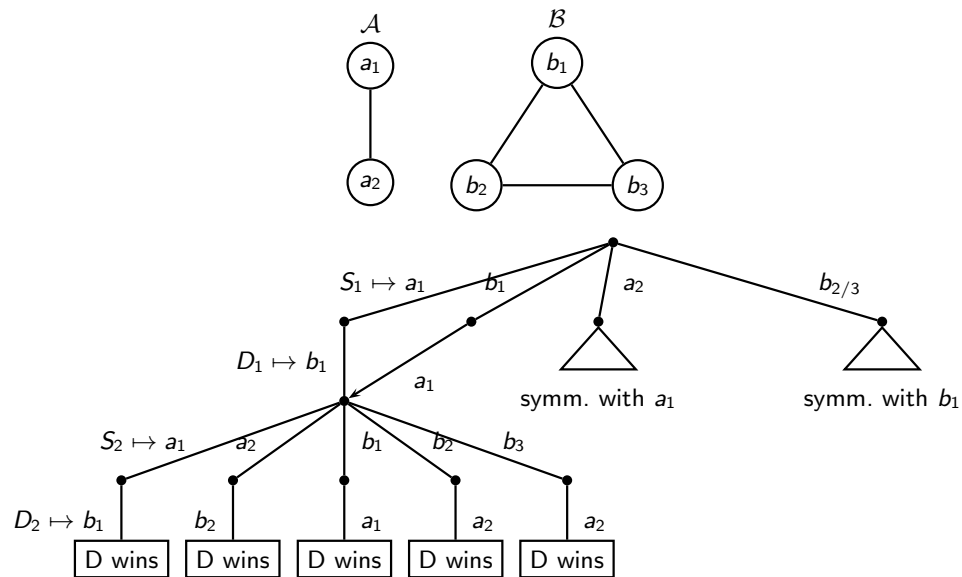 𝒜 ℬ
a₁ b₁
a₂ b₂ b₃
S₁ ↦ a₁ b₁ a₂ b₂/₃
D₁ ↦ b₁ a₁
symm. with a₁ symm. with b₁
S₂ ↦ a₁ a₂ b₁ b₂ b₃
D₂ ↦ b₁ b₂ a₁ a₂ a₂
D wins D wins D wins D wins D wins